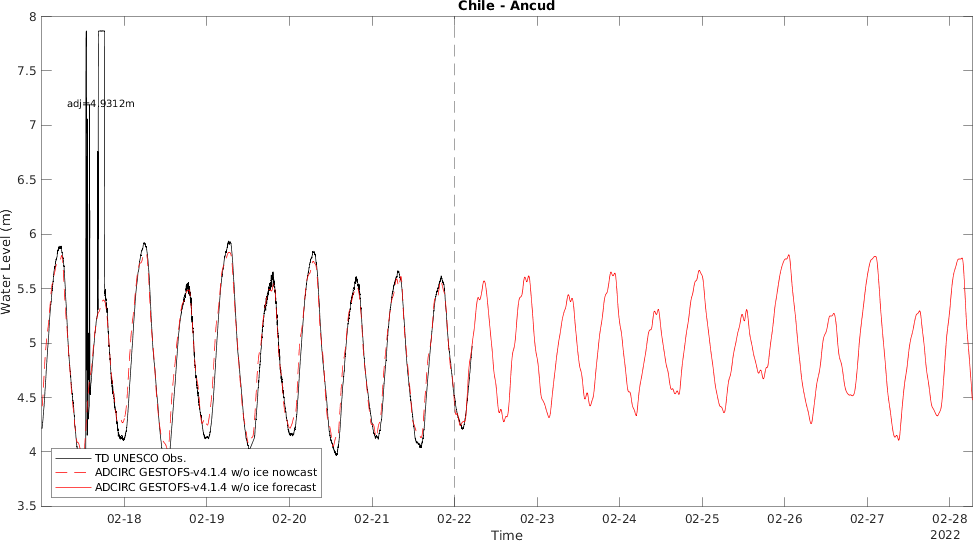 Chile - Ancud
8
7.5
7
6.5
6
5.5
5
4.5
4
3.5
Water Level (m)
adj=4.9312m
TD UNESCO Obs.
ADCIRC GESTOFS-v4.1.4 w/o ice nowcast
ADCIRC GESTOFS-v4.1.4 w/o ice forecast
02-18 02-19 02-20 02-21 02-22 02-23 02-24 02-25 02-26 02-27 02-28
2022
Time